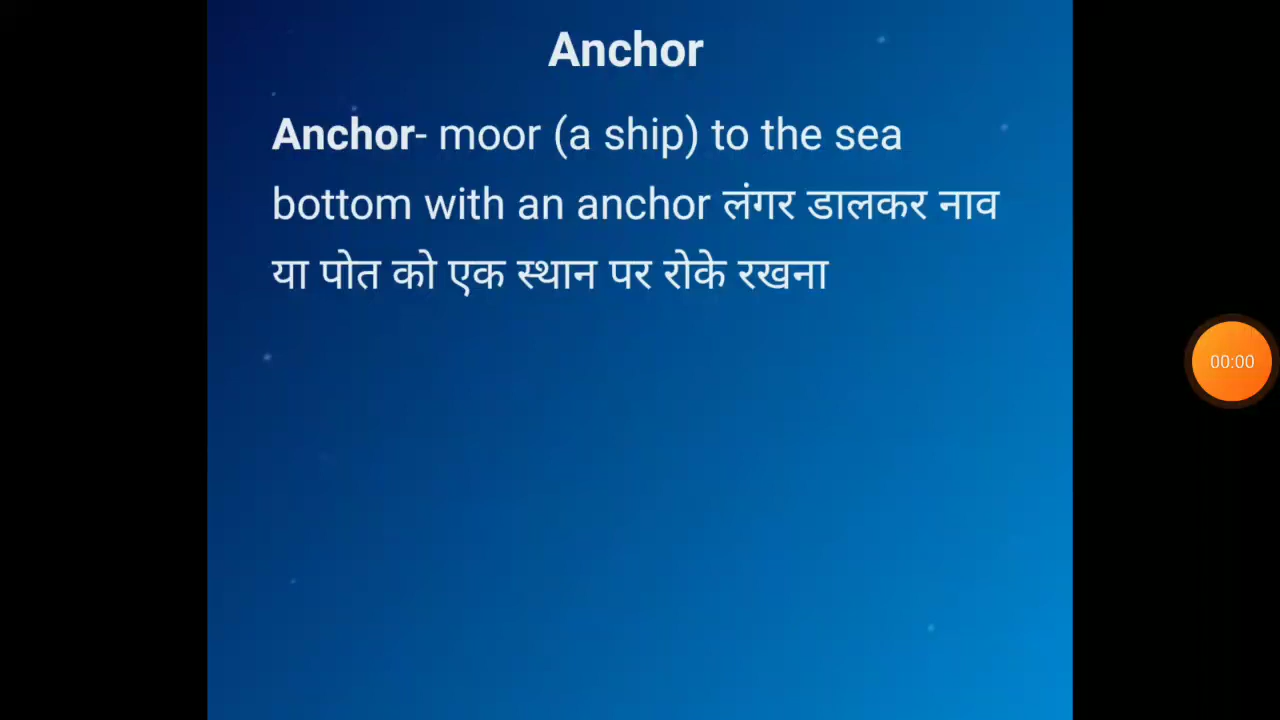 Anchor
Anchor- moor (a ship) to the sea
bottom with an anchor लंगर डालकर नाव
या पोत को एक स्थान पर रोके रखना
00:00